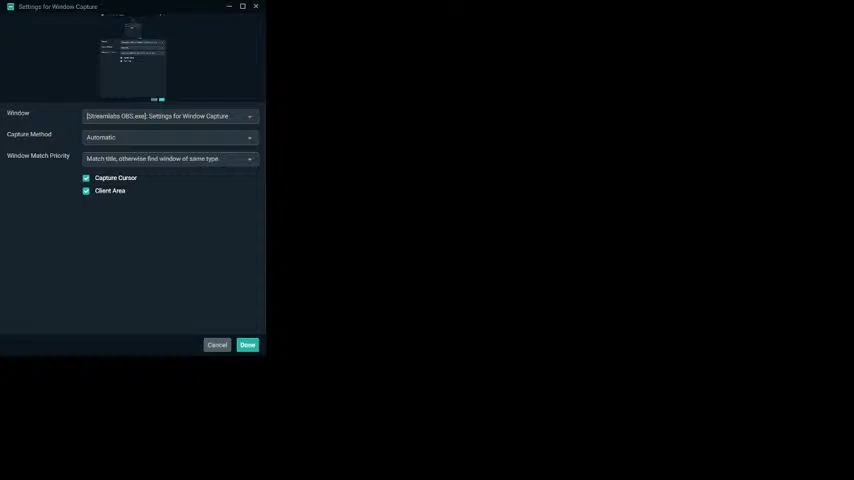 Settings for Window Capture
Window
[Streamlabs OBS.exe]: Settings for Window Capture
Capture Method
Automatic
Window Match Priority
Match title, otherwise find window of same type
Capture Cursor
Client Area
Cancel
Done